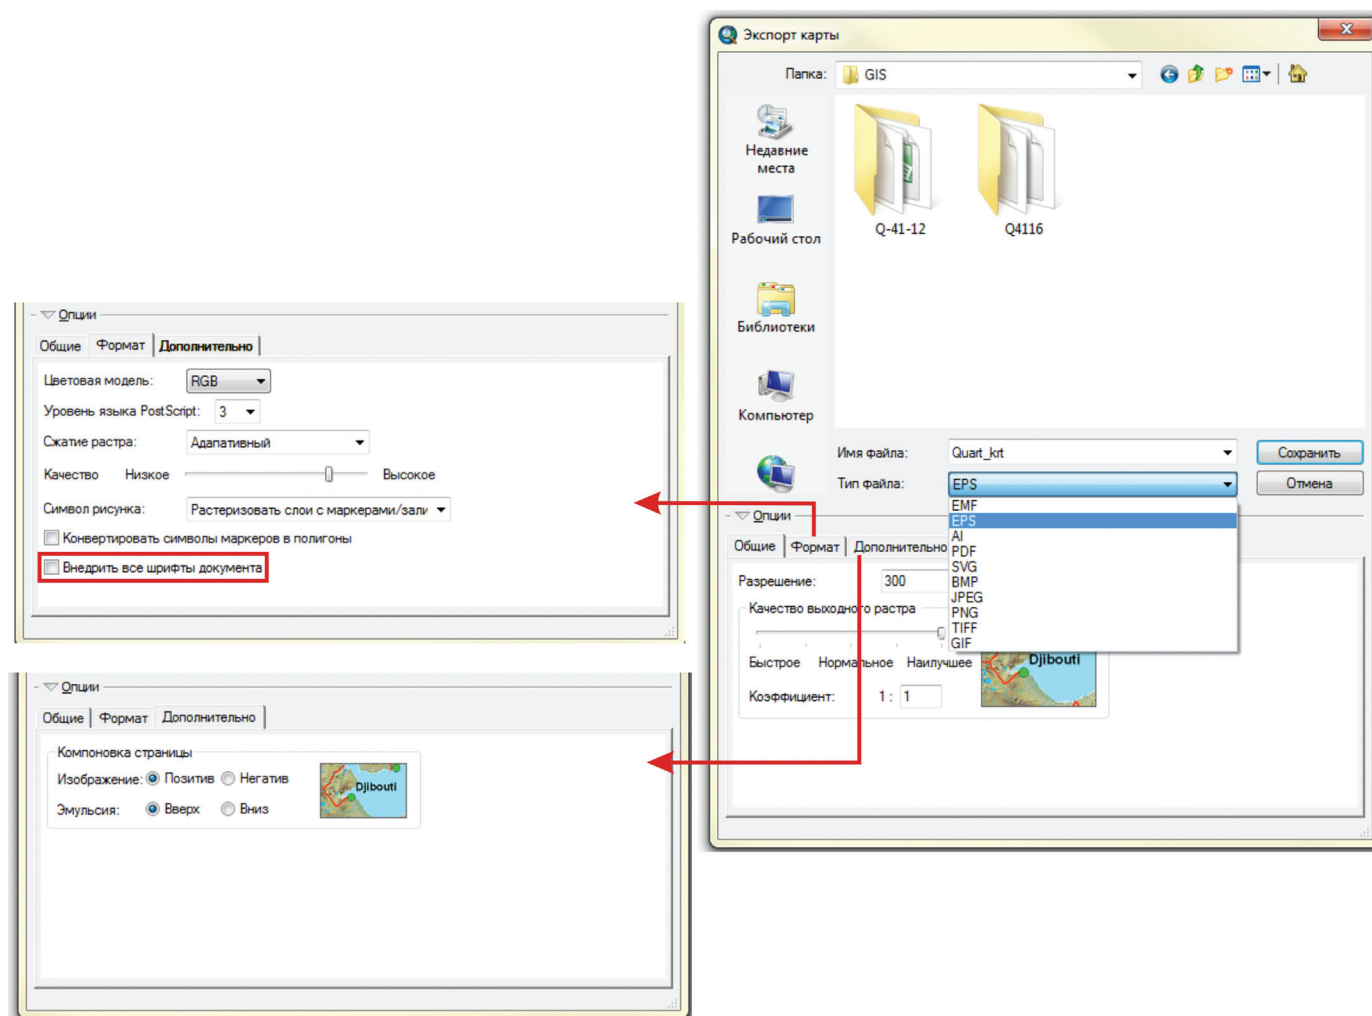 Экспорт карты
Папка: GIS
Недавние
места
Рабочий стол
Библиотеки
Компьютер
Q-41-12
Q4116
Имя файла: Quart_krt Сохранить
Тип файла: EPS Отмена
EMF
EPS
AI
PDF
SVG
BMP
JPEG
PNG
TIFF
GIF
Опции
Общие Формат Дополнительно
Разрешение: 300
Качество выходного растра
Быстрое Нормальное Наилучшее
Djibouti
Коэффициент: 1 : 1
Опции
Общие Формат Дополнительно
Цветовая модель: RGB
Уровень языка PostScript: 3
Сжатие растра: Адапативный
Качество Низкое Высокое
Символ рисунка: Растеризовать слои с маркерами/зали
Конвертировать символы маркеров в полигоны
Внедрить все шрифты документа
Опции
Общие Формат Дополнительно
Компоновка страницы
Изображение: Позитив Негатив
Эмульсия: Вверх Вниз
Djibouti